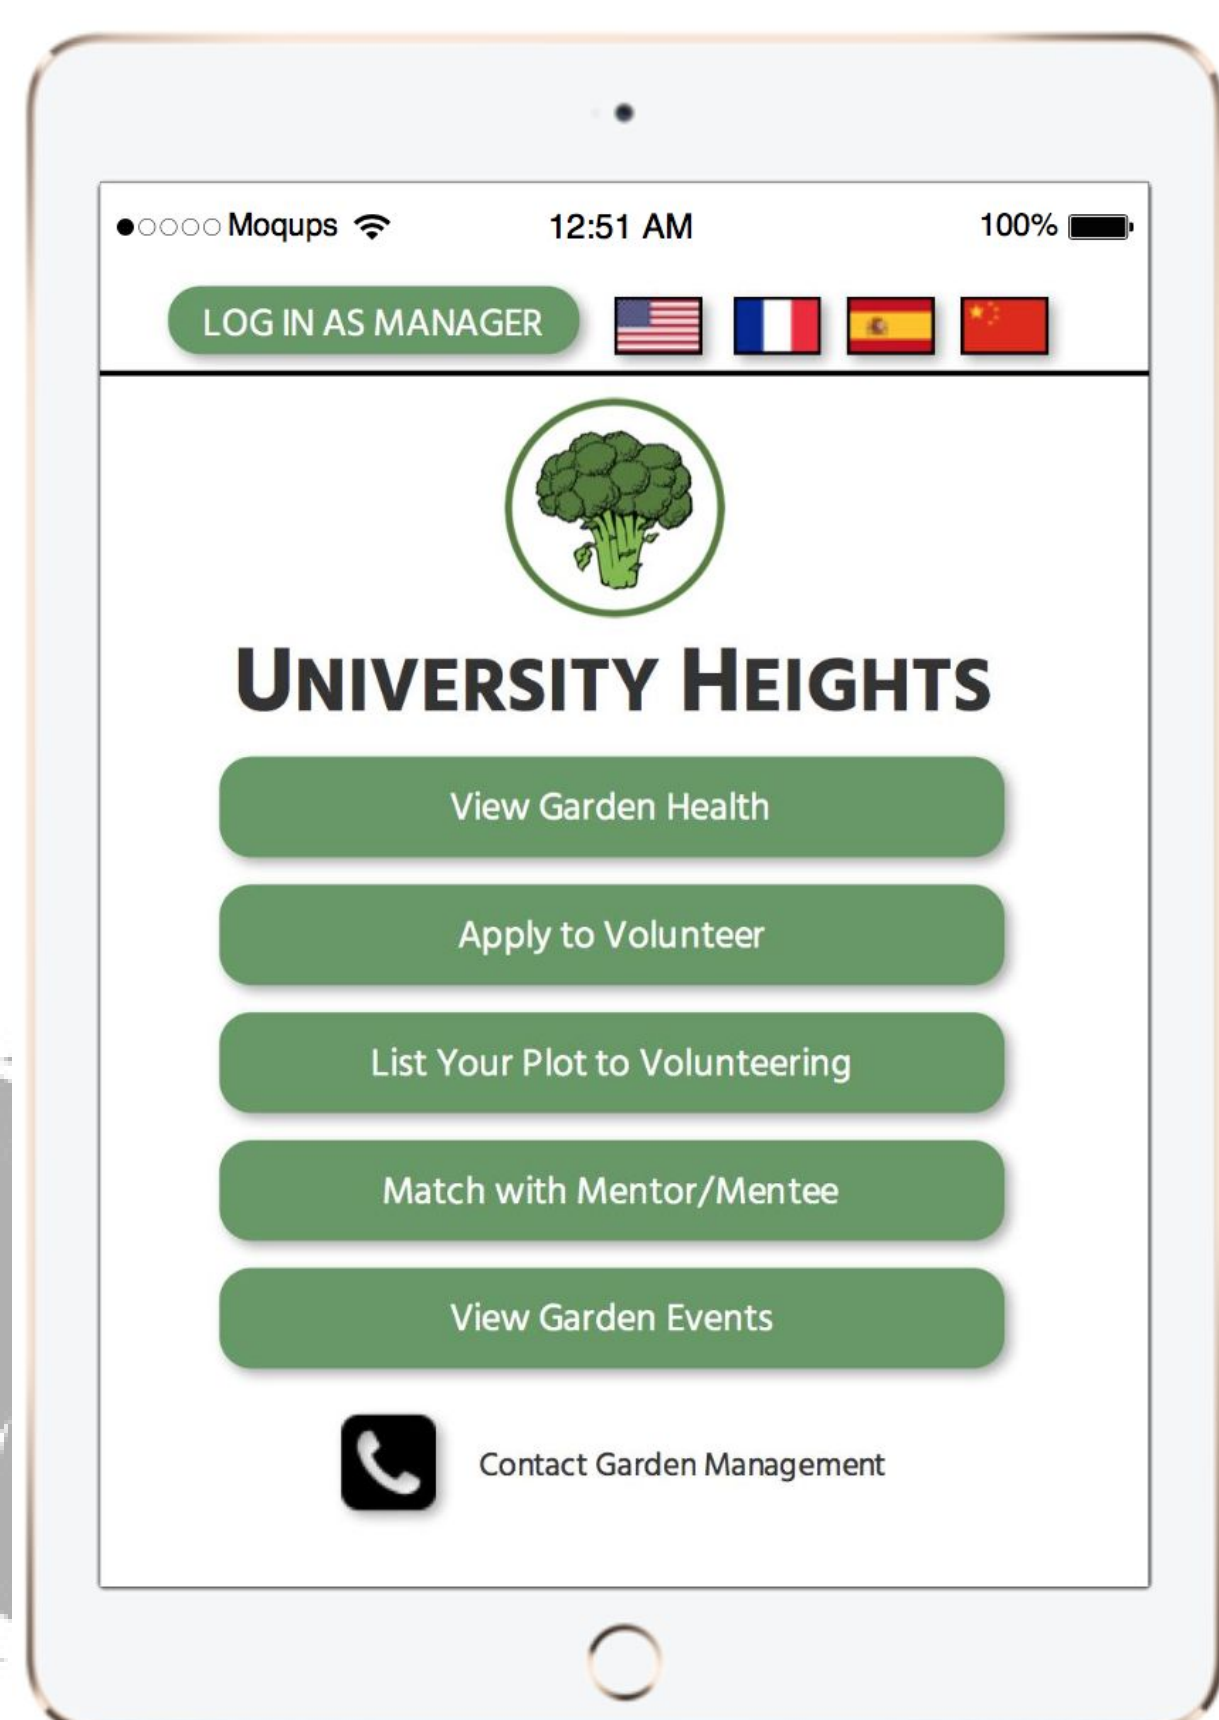 Moqups 12:51 AM 100%
LOG IN AS MANAGER
UNIVERSITY HEIGHTS
View Garden Health
Apply to Volunteer
List Your Plot to Volunteering
Match with Mentor/Mentee
View Garden Events
Contact Garden Management